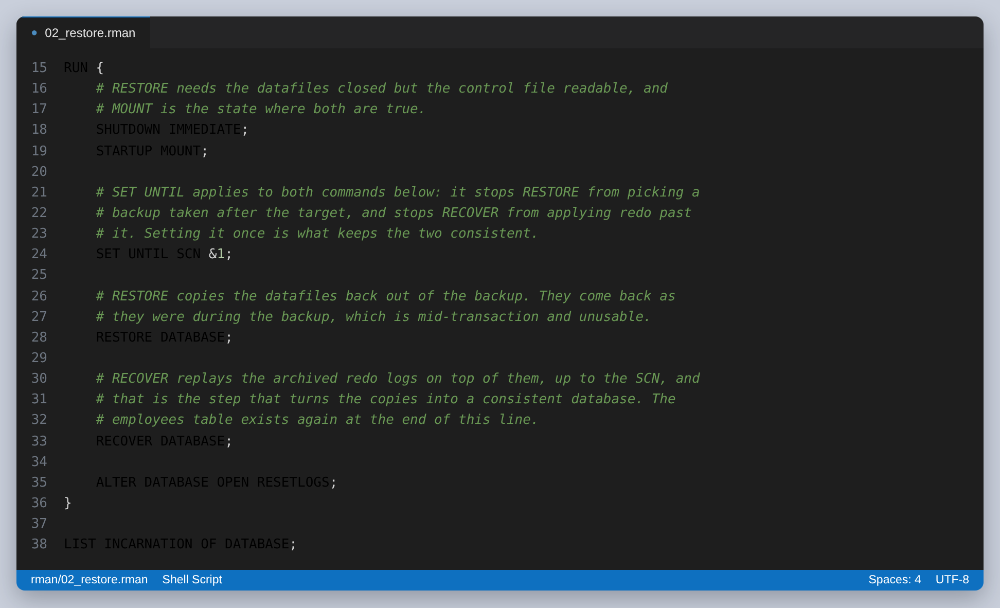 02_restore.rman
15 RUN {
16     # RESTORE needs the datafiles closed but the control file readable, and
17     # MOUNT is the state where both are true.
18     SHUTDOWN IMMEDIATE;
19     STARTUP MOUNT;
20
21     # SET UNTIL applies to both commands below: it stops RESTORE from picking a
22     # backup taken after the target, and stops RECOVER from applying redo past
23     # it. Setting it once is what keeps the two consistent.
24     SET UNTIL SCN &1;
25
26     # RESTORE copies the datafiles back out of the backup. They come back as
27     # they were during the backup, which is mid-transaction and unusable.
28     RESTORE DATABASE;
29
30     # RECOVER replays the archived redo logs on top of them, up to the SCN, and
31     # that is the step that turns the copies into a consistent database. The
32     # employees table exists again at the end of this line.
33     RECOVER DATABASE;
34
35     ALTER DATABASE OPEN RESETLOGS;
36 }
37
38 LIST INCARNATION OF DATABASE;
rman/02_restore.rman Shell Script Spaces: 4 UTF-8